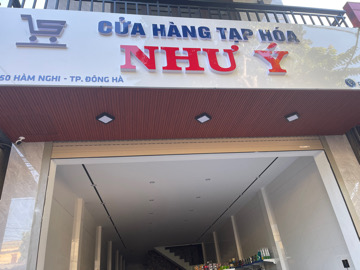 CỬA HÀNG TẠP HÓA
NHƯ Ý
50 HÀM NGHI - TP. ĐÔNG HÀ